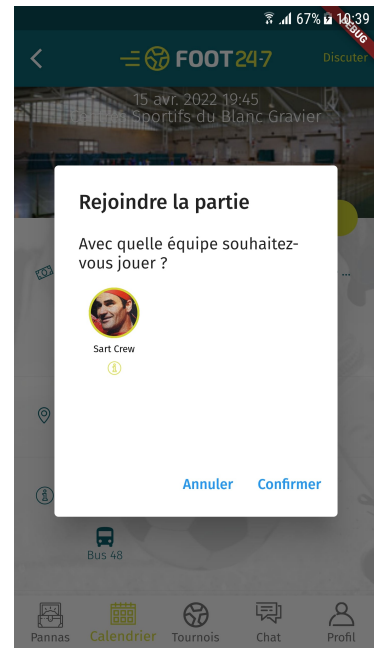 67% 10:39
DEBUG
FOOT24-7
Discuter
15 avr. 2022 19:45
Sportifs du Blanc Gravier
Rejoindre la partie
Avec quelle équipe souhaitez-
vous jouer ?
Sart Crew
...
Annuler Confirmer
Bus 48
Pannas Calendrier Tournois Chat Profil